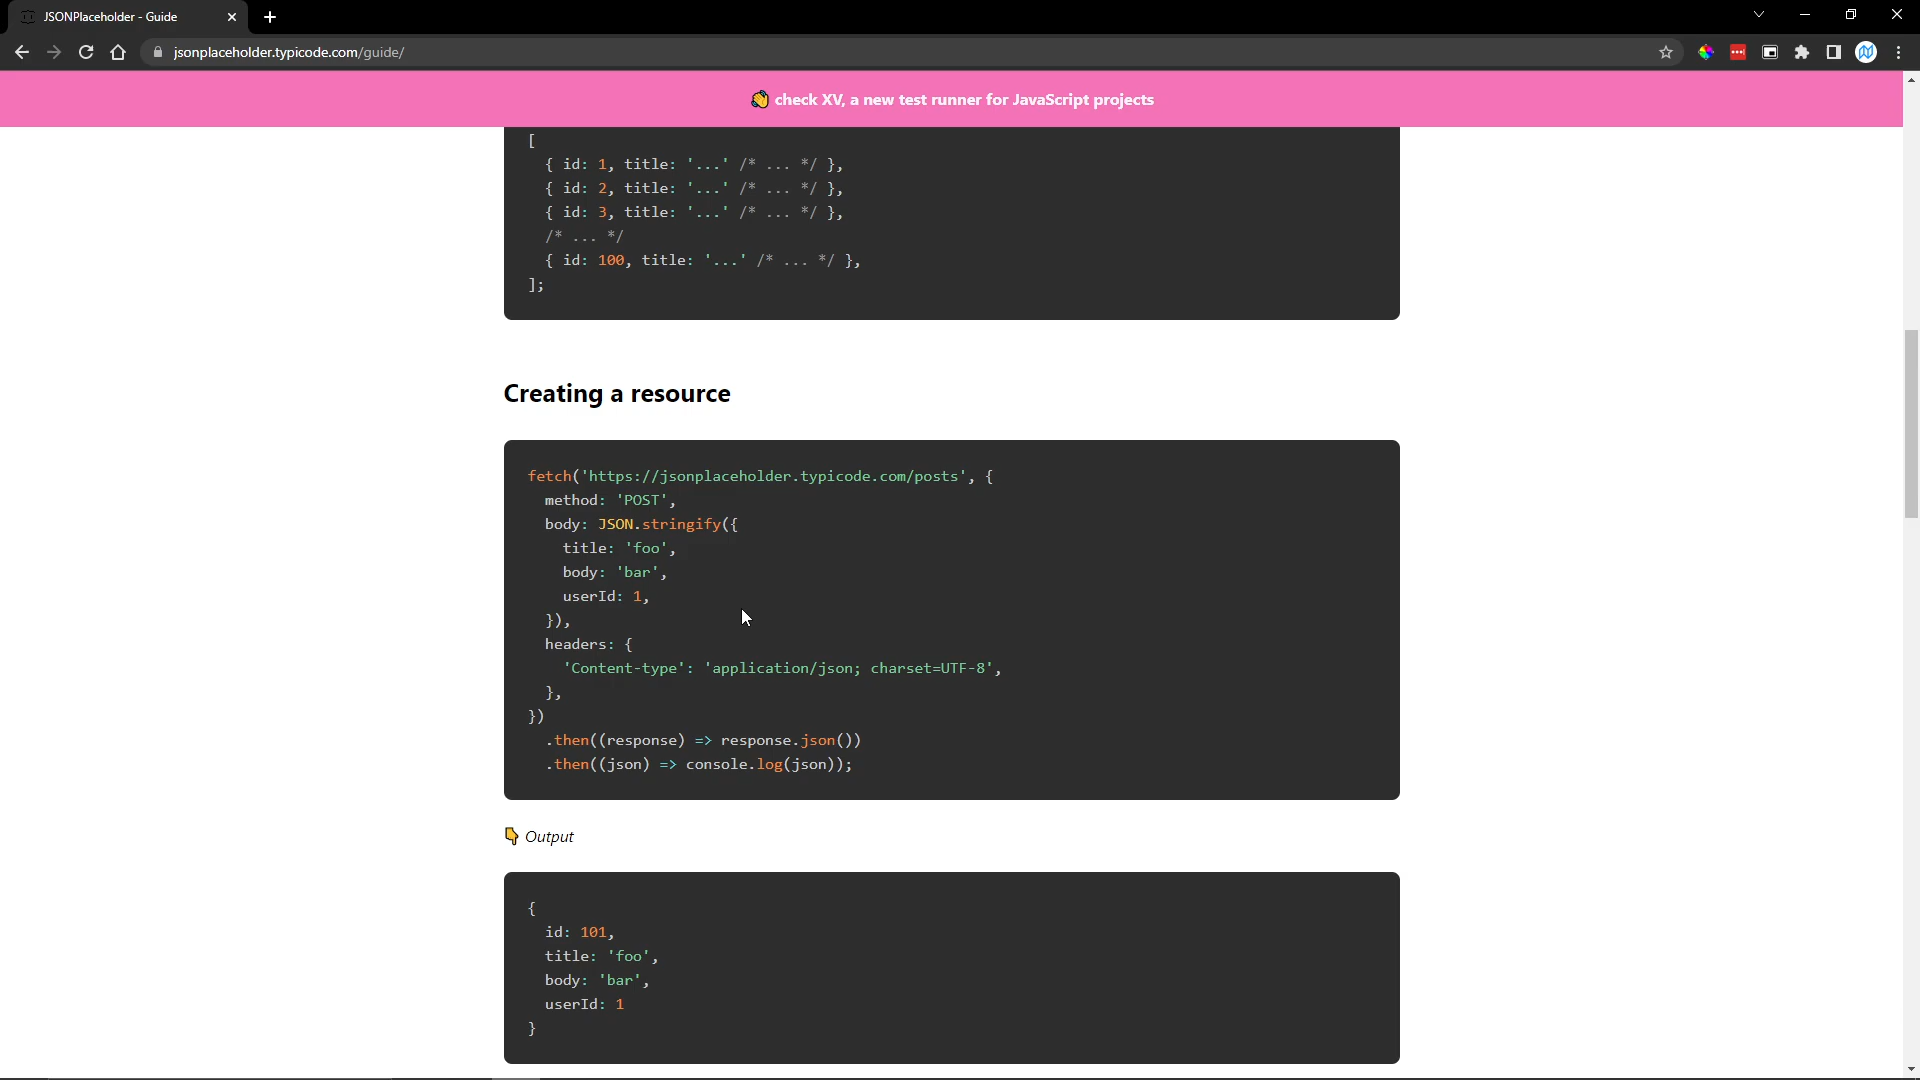 JSONPlaceholder - Guide
jsonplaceholder.typicode.com/guide/
👋 check XV, a new test runner for JavaScript projects
[
{ id: 1, title: '...' /* ... */ },
{ id: 2, title: '...' /* ... */ },
{ id: 3, title: '...' /* ... */ },
/* ... */
{ id: 100, title: '...' /* ... */ },
];
Creating a resource
fetch('https://jsonplaceholder.typicode.com/posts', {
method: 'POST',
body: JSON.stringify({
title: 'foo',
body: 'bar',
userId: 1,
}),
headers: {
'Content-type': 'application/json; charset=UTF-8',
},
})
.then((response) => response.json())
.then((json) => console.log(json));
👇 Output
{
id: 101,
title: 'foo',
body: 'bar',
userId: 1
}